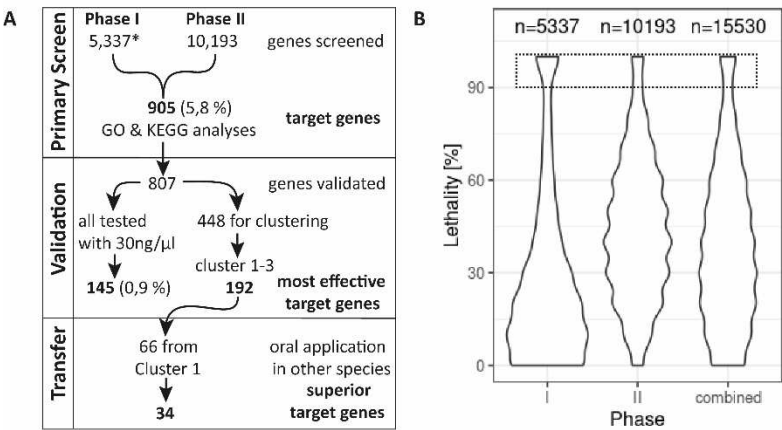 A
Primary Screen
Phase I Phase II
5,337* 10,193 genes screened
905 (5,8 %) target genes
GO & KEGG analyses
Validation
807 genes validated
all tested 448 for clustering
with 30ng/µl
cluster 1-3
145 (0,9 %) 192 most effective
target genes
Transfer
66 from oral application
Cluster 1 in other species
superior
34 target genes
B
n=5337 n=10193 n=15530
Lethality [%]
90
60
30
0
I II combined
Phase